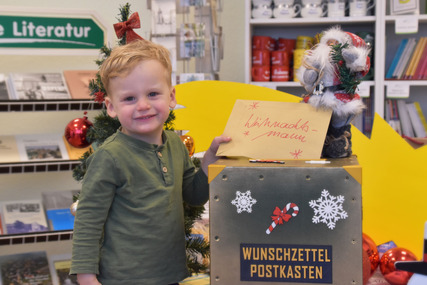 e Literatur
Weihnachts-
mann
WUNSCHZETTEL
POSTKASTEN